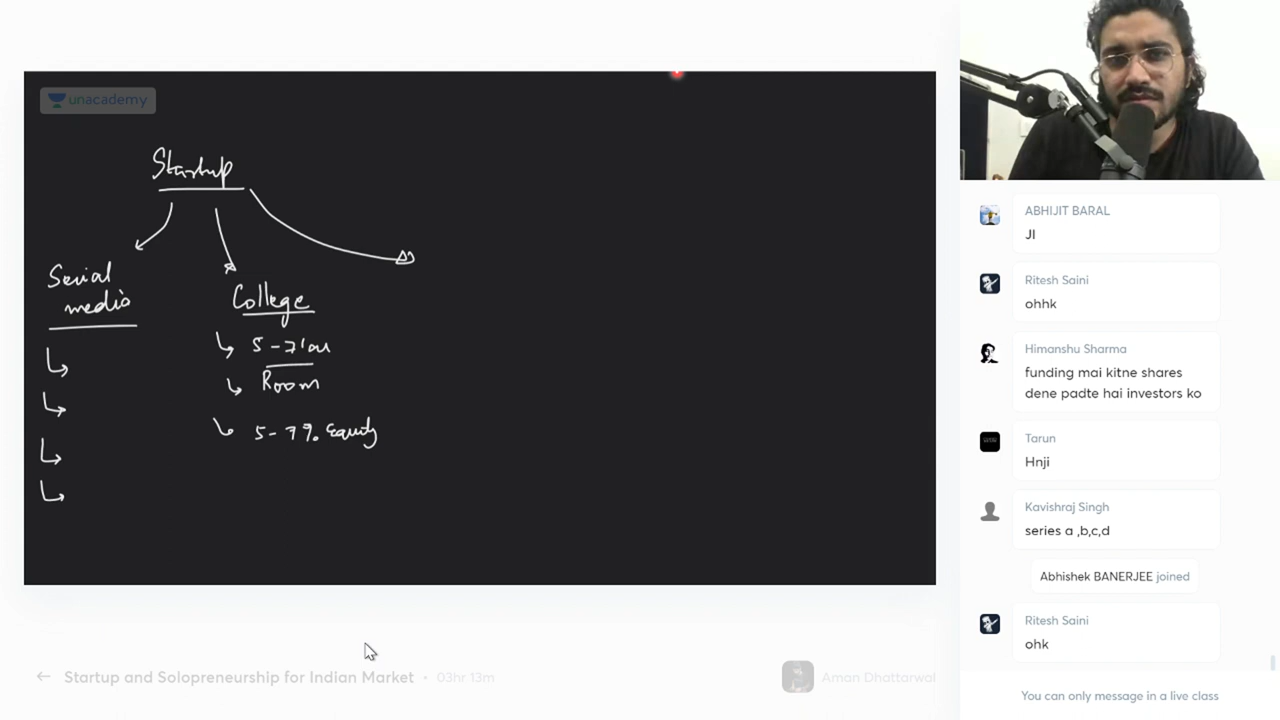 unacademy
Startup
Social
media
College
5-7 lac
Room
5-7% Equity
Startup and Solopreneurship for Indian Market • 03hr 13m
Aman Dhattarwal
ABHIJIT BARAL
JI
Ritesh Saini
ohhk
Himanshu Sharma
funding mai kitne shares
dene padte hai investors ko
Tarun
Hnji
Kavishraj Singh
series a ,b,c,d
Abhishek BANERJEE joined
Ritesh Saini
ohk
You can only message in a live class